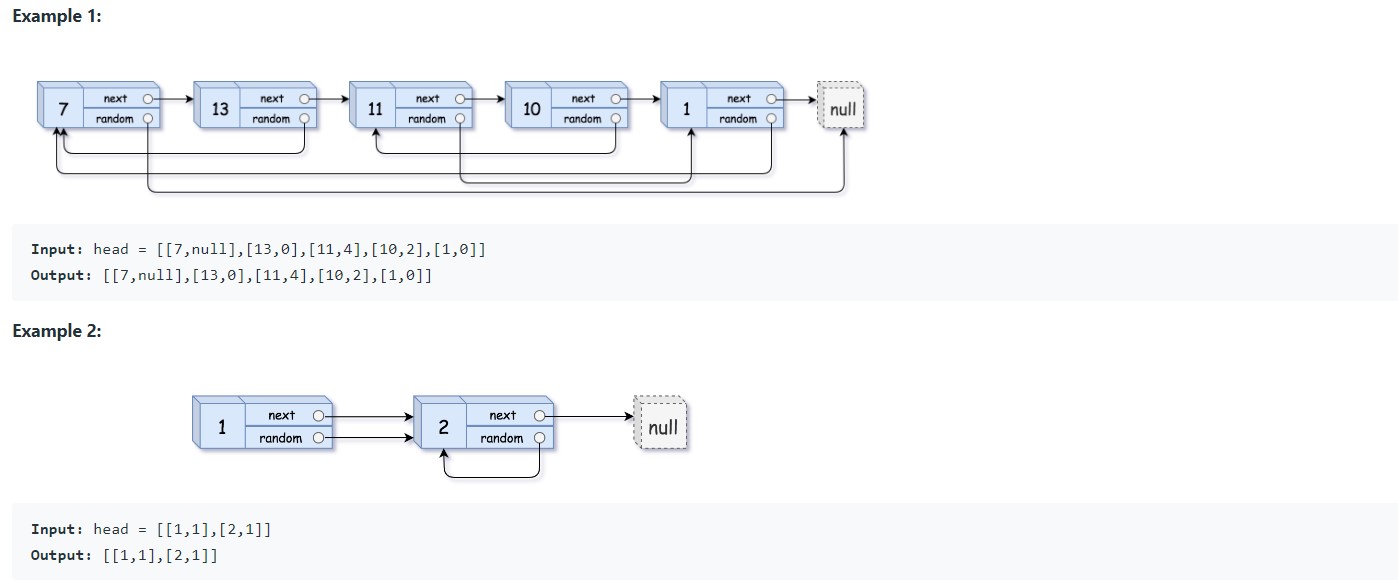 Example 1:
7 next random 13 next random 11 next random 10 next random 1 next random null
Input: head = [[7,null],[13,0],[11,4],[10,2],[1,0]]
Output: [[7,null],[13,0],[11,4],[10,2],[1,0]]
Example 2:
1 next random 2 next random null
Input: head = [[1,1],[2,1]]
Output: [[1,1],[2,1]]